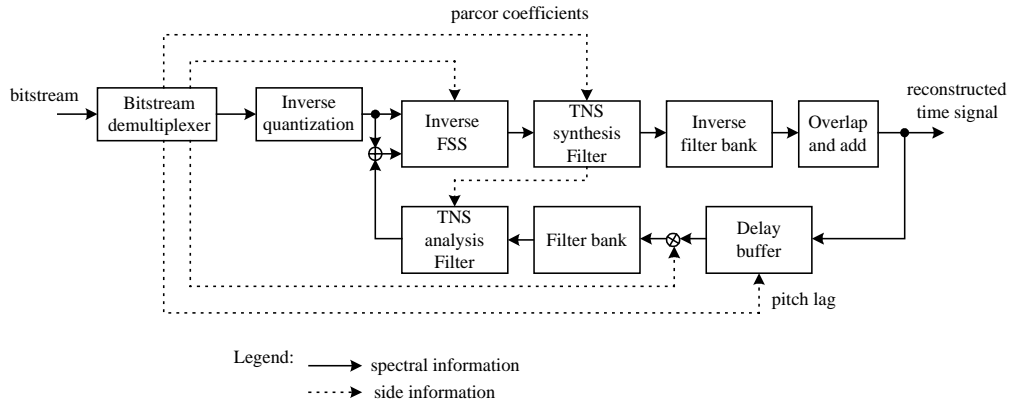 parcor coefficients
bitstream
Bitstream
demultiplexer
Inverse
quantization
Inverse
FSS
TNS
synthesis
Filter
Inverse
filter bank
Overlap
and add
reconstructed
time signal
TNS
analysis
Filter
Filter bank
Delay
buffer
pitch lag
Legend:
spectral information
side information